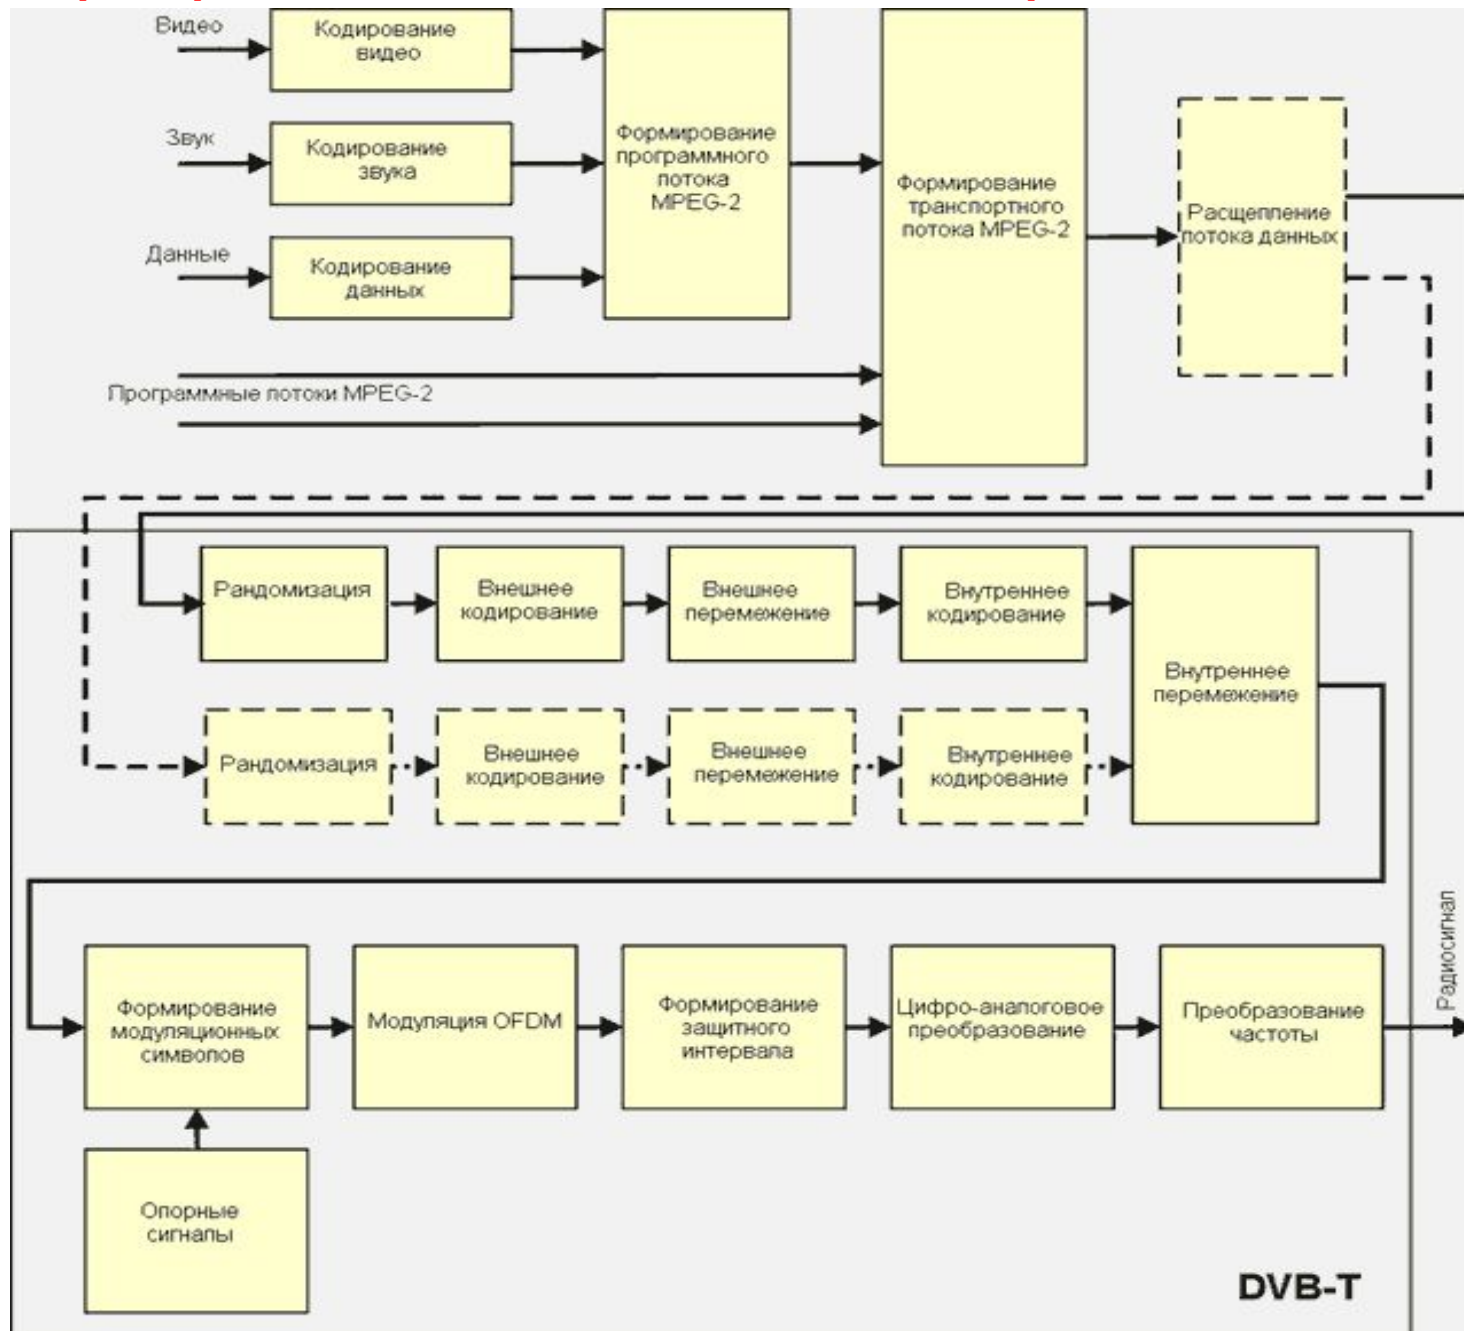 Видео
Кодирование
видео
Звук
Кодирование
звука
Данные
Кодирование
данных
Формирование
программного
потока
MPEG-2
Программные потоки MPEG-2
Формирование
транспортного
потока MPEG-2
Расщепление
потока данных
Рандомизация
Внешнее
кодирование
Внешнее
перемежение
Внутреннее
кодирование
Внутреннее
перемежение
Рандомизация
Внешнее
кодирование
Внешнее
перемежение
Внутреннее
кодирование
Формирование
модуляционных
символов
Модуляция OFDM
Формирование
защитного
интервала
Цифро-аналоговое
преобразование
Преобразование
частоты
Радиосигнал
Опорные
сигналы
DVB-T